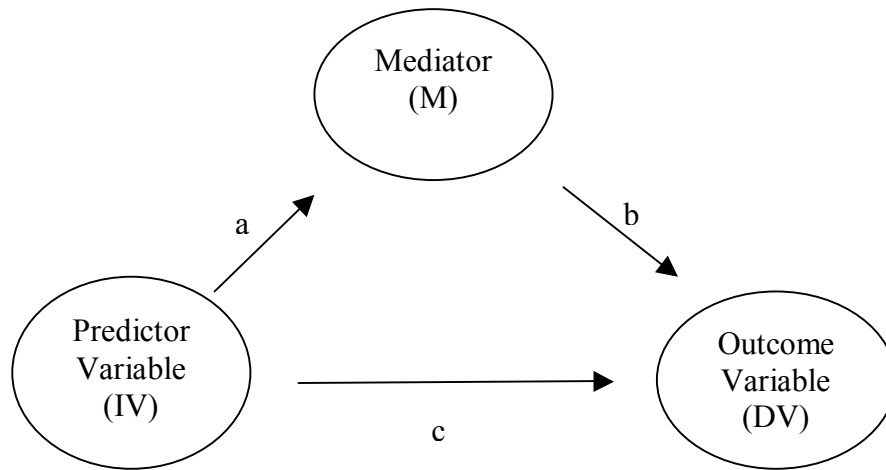 Mediator
(M)
a
b
Predictor
Variable
(IV)
Outcome
Variable
(DV)
c